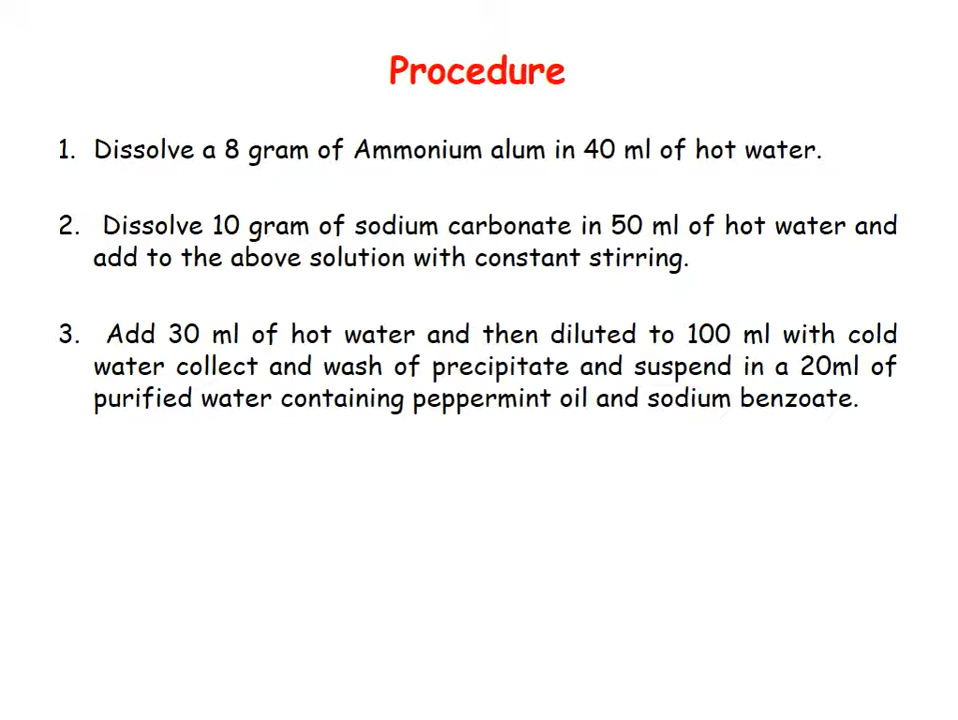 Procedure
1. Dissolve a 8 gram of Ammonium alum in 40 ml of hot water.
2. Dissolve 10 gram of sodium carbonate in 50 ml of hot water and
add to the above solution with constant stirring.
3. Add 30 ml of hot water and then diluted to 100 ml with cold
water collect and wash of precipitate and suspend in a 20ml of
purified water containing peppermint oil and sodium benzoate.